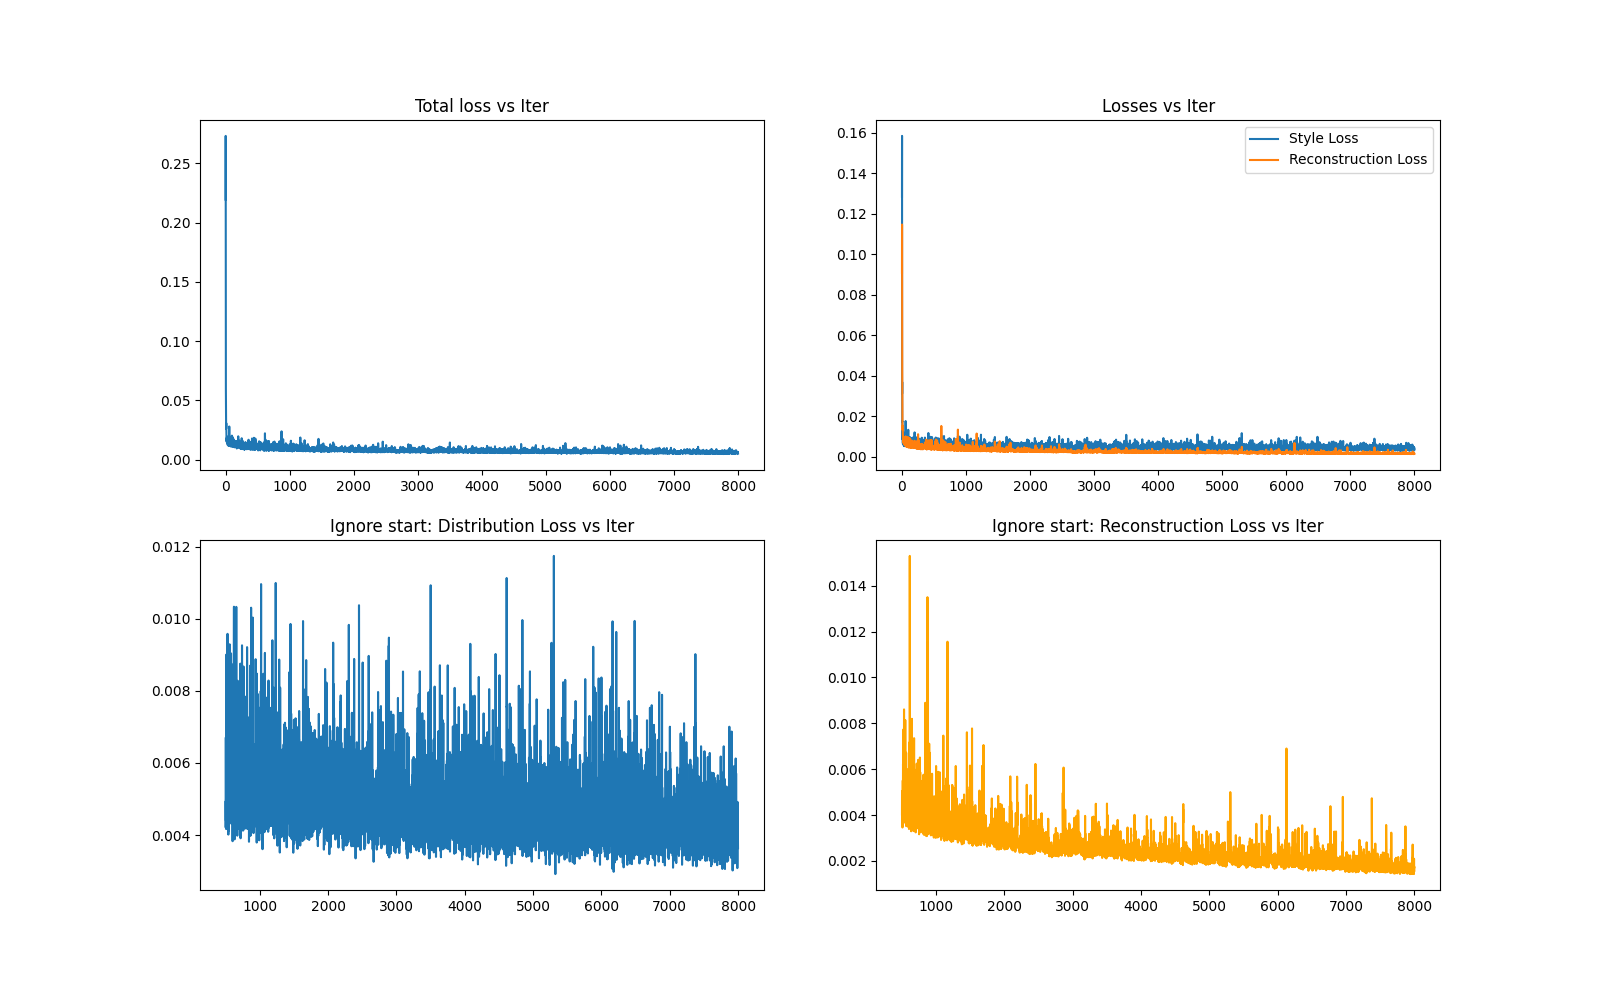 Total loss vs Iter
0.25
0.20
0.15
0.10
0.05
0.00
0 1000 2000 3000 4000 5000 6000 7000 8000
Losses vs Iter
Style Loss
Reconstruction Loss
0.16
0.14
0.12
0.10
0.08
0.06
0.04
0.02
0.00
0 1000 2000 3000 4000 5000 6000 7000 8000
Ignore start: Distribution Loss vs Iter
0.012
0.010
0.008
0.006
0.004
1000 2000 3000 4000 5000 6000 7000 8000
Ignore start: Reconstruction Loss vs Iter
0.014
0.012
0.010
0.008
0.006
0.004
0.002
1000 2000 3000 4000 5000 6000 7000 8000